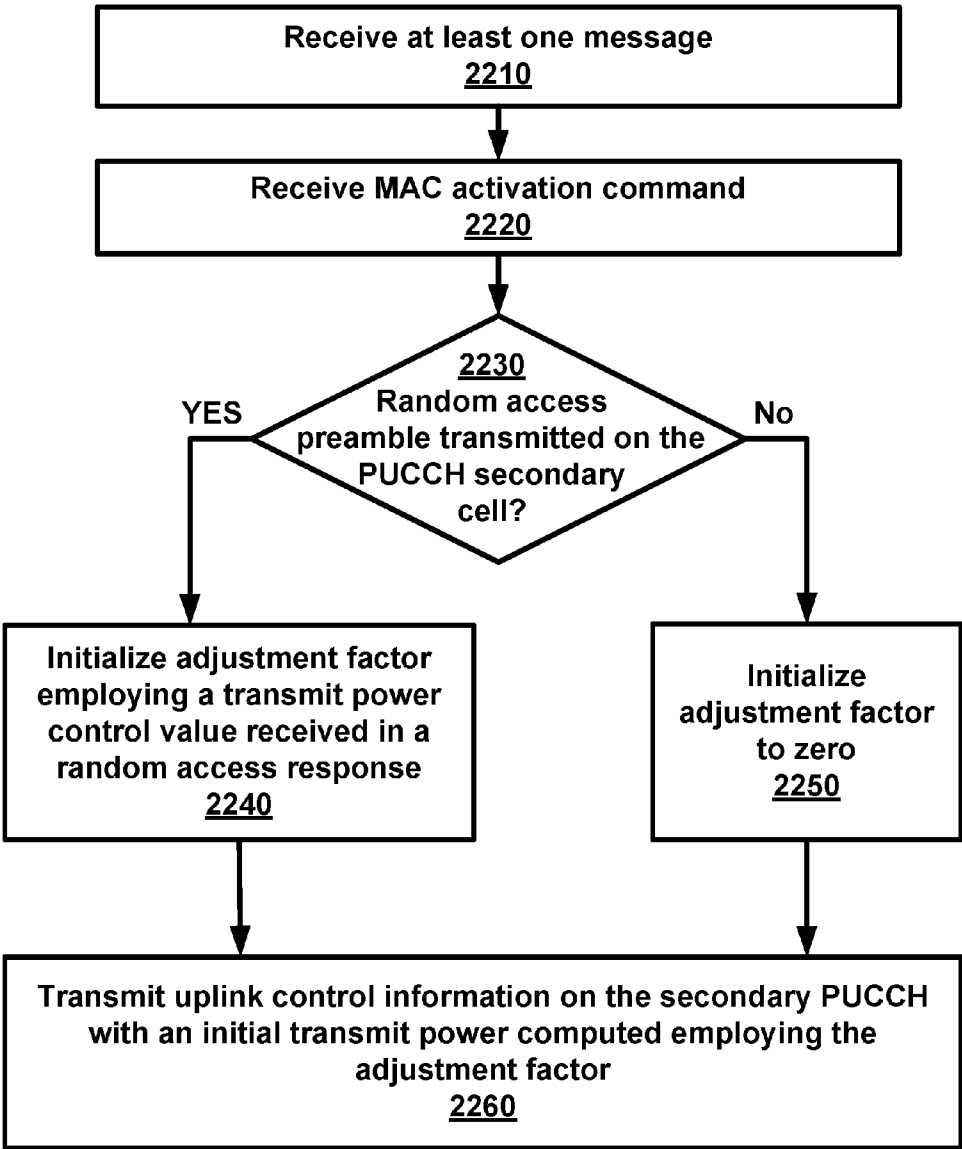 Receive at least one message
2210
Receive MAC activation command
2220
2230
Random access
preamble transmitted on the
PUCCH secondary
cell?
YES
No
Initialize adjustment factor
employing a transmit power
control value received in a
random access response
2240
Initialize
adjustment factor
to zero
2250
Transmit uplink control information on the secondary PUCCH
with an initial transmit power computed employing the
adjustment factor
2260